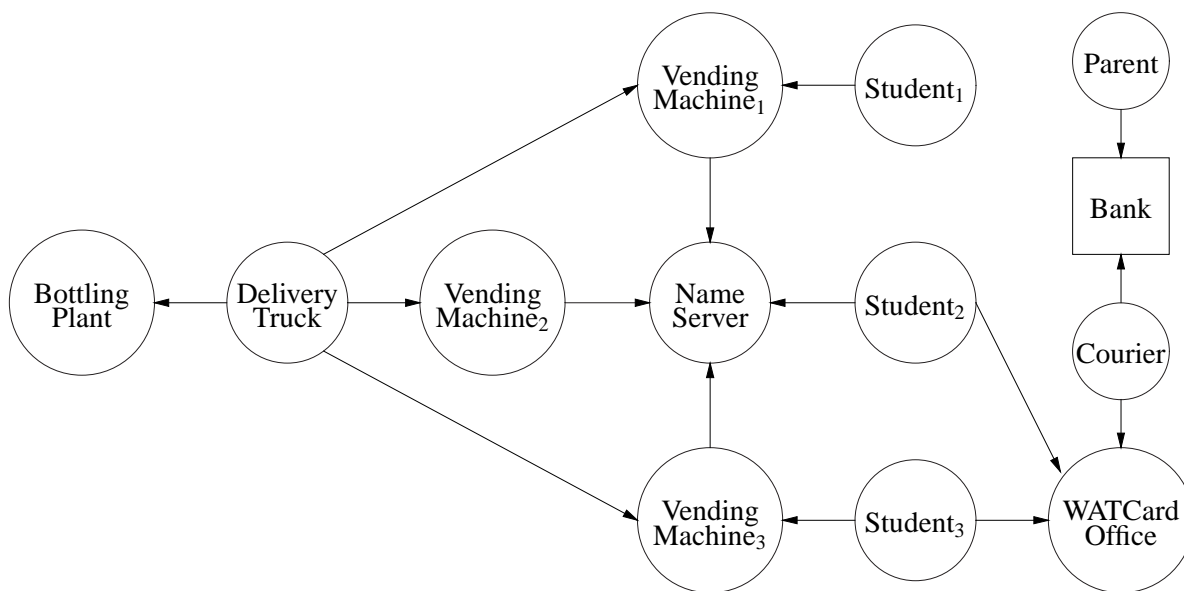 Vending
Machine₁
Student₁
Parent
Bank
Bottling
Plant
Delivery
Truck
Vending
Machine₂
Name
Server
Student₂
Courier
Vending
Machine₃
Student₃
WATCard
Office